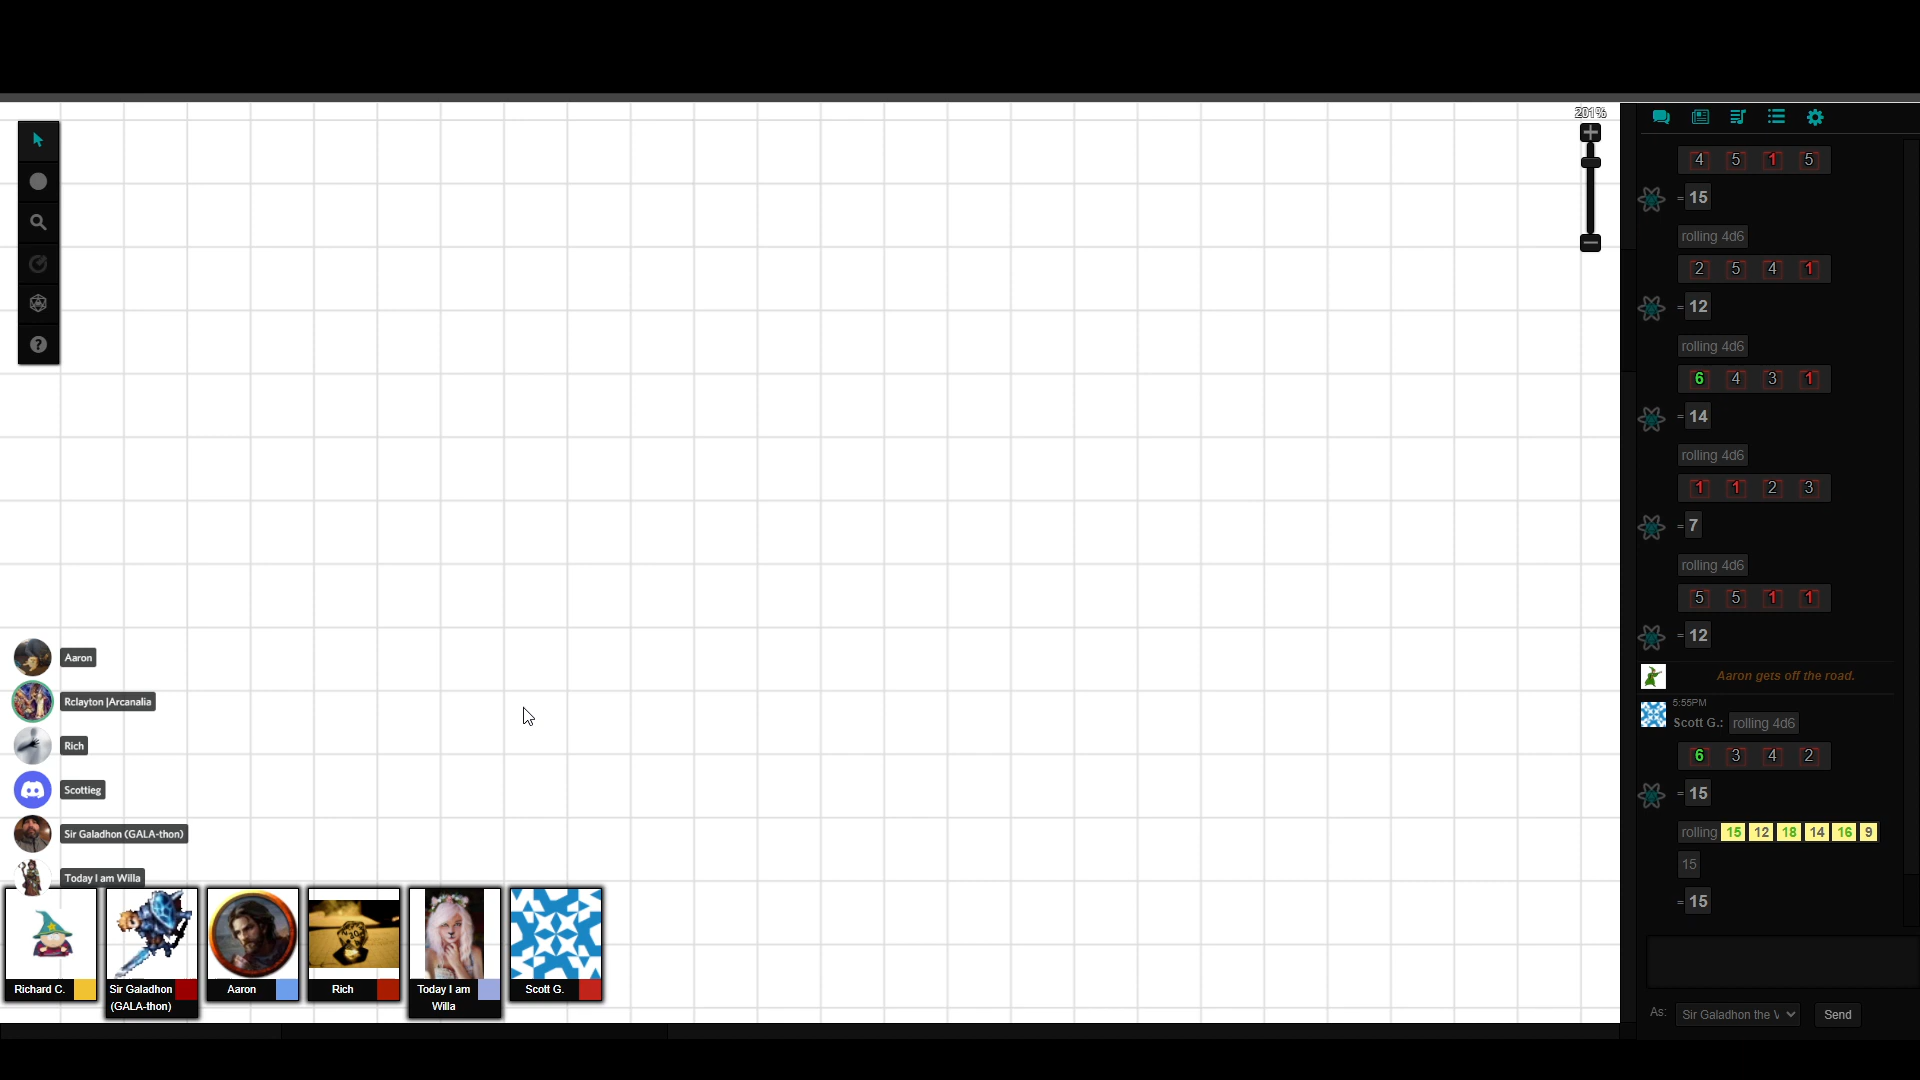 201%
4 5 1 5
= 15
rolling 4d6
2 5 4 1
= 12
rolling 4d6
6 4 3 1
= 14
rolling 4d6
1 1 2 3
= 7
rolling 4d6
5 5 1 1
= 12
Aaron gets off the road.
5:55PM
Scott G.: rolling 4d6
6 3 4 2
= 15
rolling 15 12 18 14 16 9
15
= 15
As: Sir Galadhon the Send
Aaron
Rclayton |Arcanalia
Rich
Scottieg
Sir Galadhon (GALA-thon)
Today I am Willa
Richard C.
Sir Galadhon
(GALA-thon)
Aaron
Rich
Today I am
Willa
Scott G.